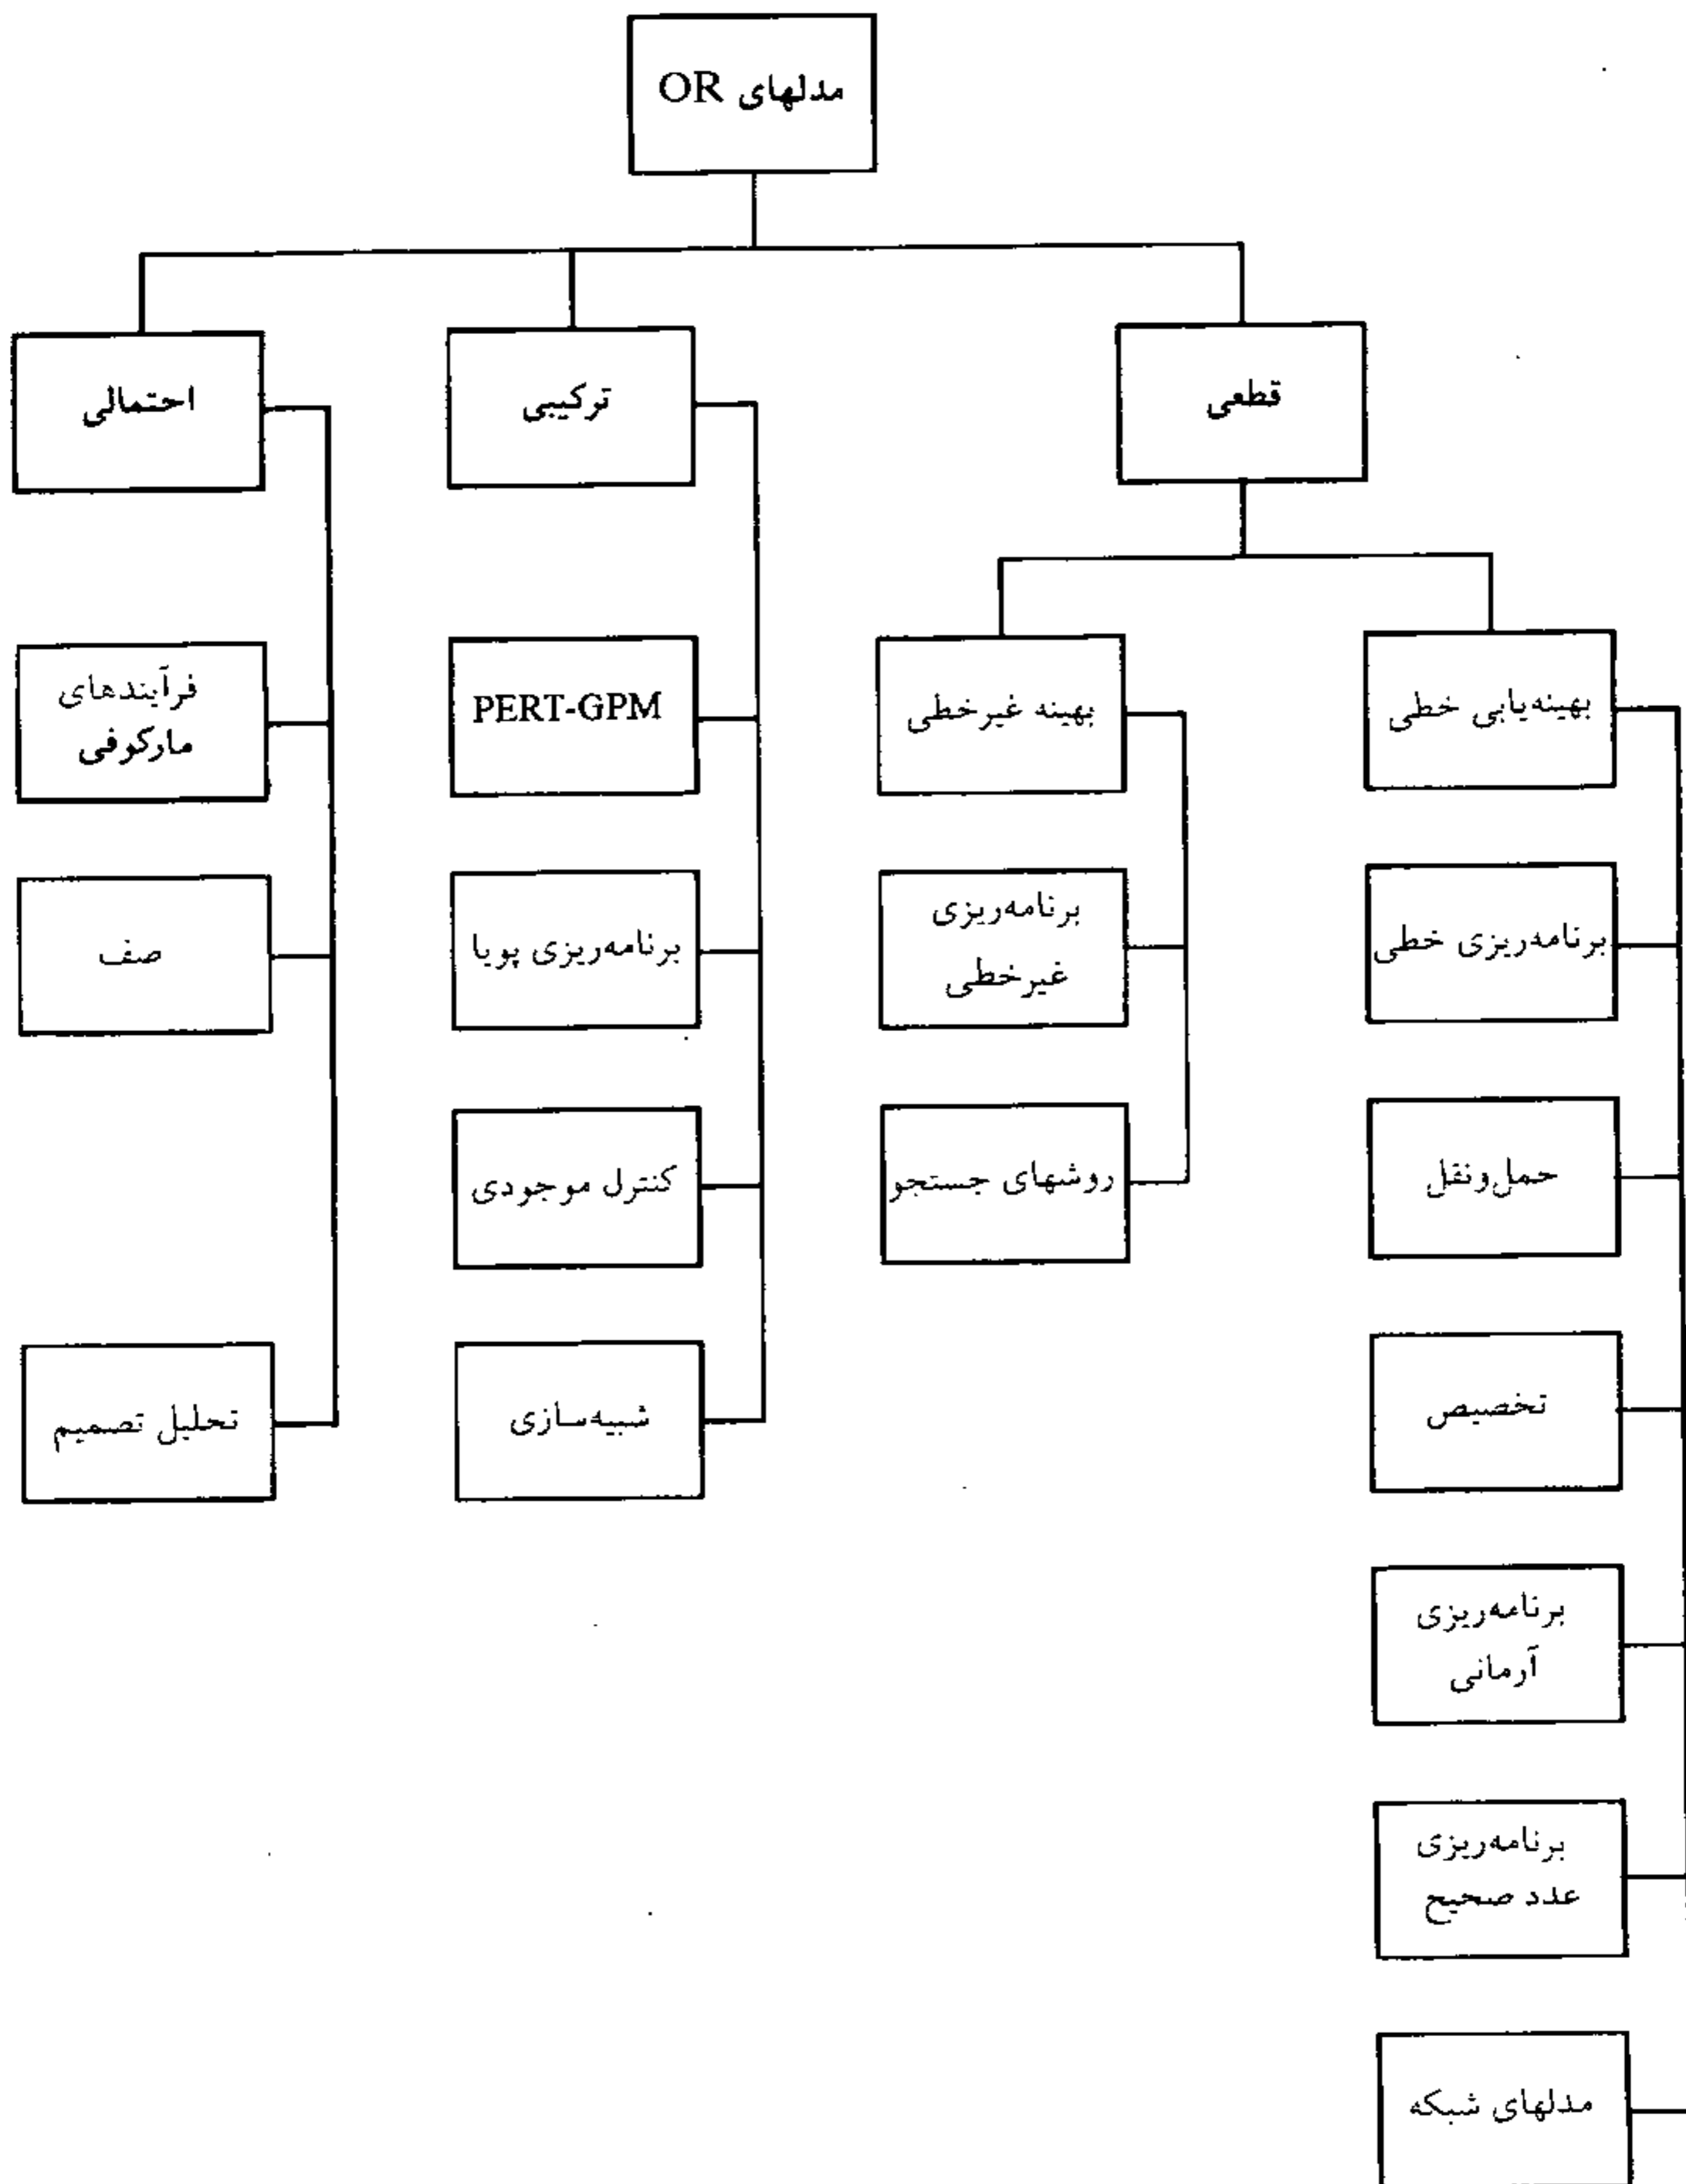 مدلهای OR
قطعی
ترکیبی
احتمالی
بهینه‌یابی خطی
بهینه غیرخطی
PERT-GPM
فرآیندهای
مارکوفی
برنامه‌ریزی خطی
برنامه‌ریزی
غیرخطی
برنامه‌ریزی پویا
صف
حمل‌ونقل
روشهای جستجو
کنترل موجودی
تخصیص
شبیه‌سازی
تحلیل تصمیم
برنامه‌ریزی
آرمانی
برنامه‌ریزی
عدد صحیح
مدلهای شبکه